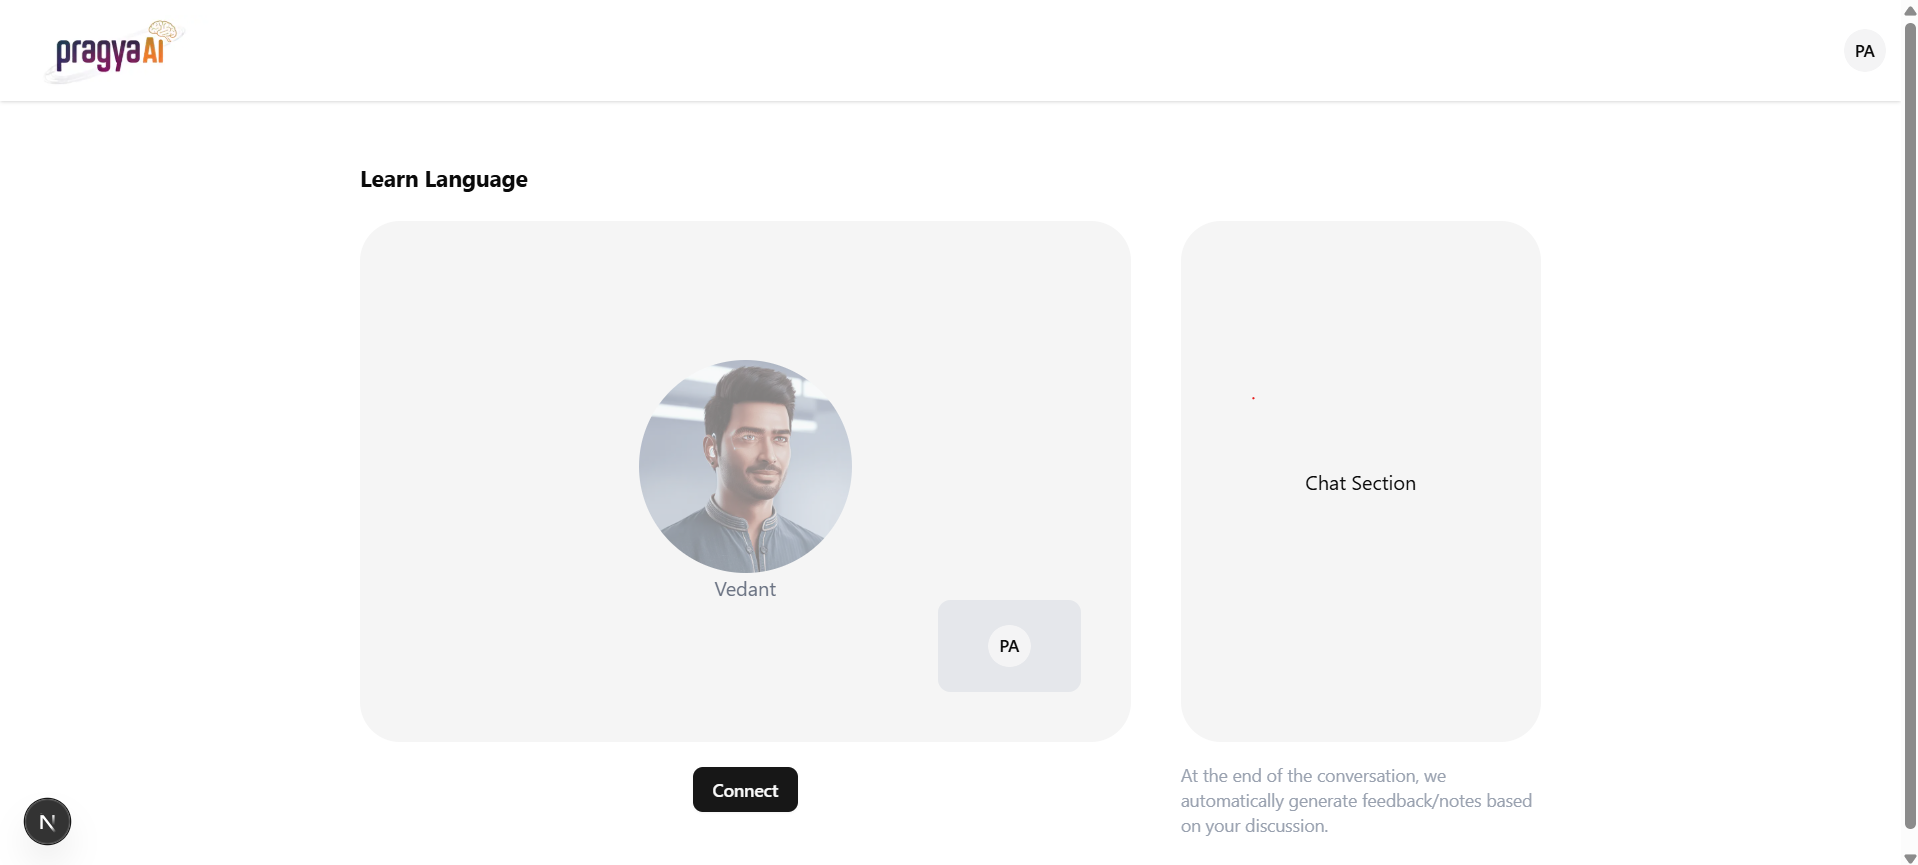 pragyaAI
PA
Learn Language
Vedant
PA
Chat Section
Connect
At the end of the conversation, we
automatically generate feedback/notes based
on your discussion.
N